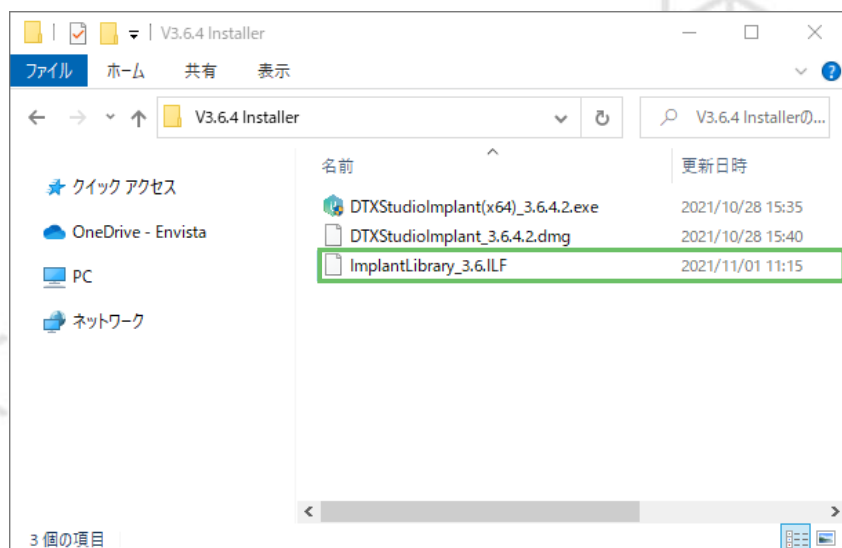 V3.6.4 Installer
ファイル ホーム 共有 表示
V3.6.4 Installer V3.6.4 Installerの...
名前 更新日時
クイック アクセス
DTXStudioImplant(x64)_3.6.4.2.exe 2021/10/28 15:35
OneDrive - Envista
DTXStudioImplant_3.6.4.2.dmg 2021/10/28 15:40
PC
ImplantLibrary_3.6.ILF 2021/11/01 11:15
ネットワーク
3 個の項目